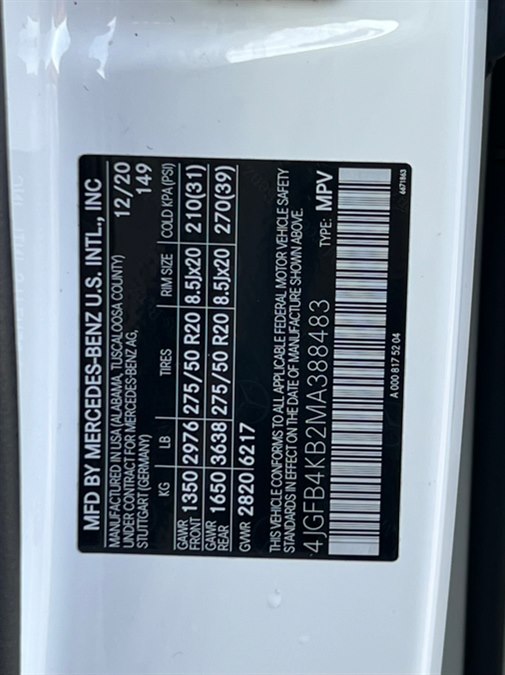 MFD BY MERCEDES-BENZ U.S. INTL., INC
MANUFACTURED IN USA (ALABAMA, TUSCALOOSA COUNTY)
UNDER CONTRACT FOR MERCEDES-BENZ AG,
STUTTGART (GERMANY)
12/20
149
KG LB TIRES RIM SIZE COLD KPA (PSI)
GAWR FRONT 1350 2976 275/50 R20 8.5Jx20 210(31)
GAWR REAR 1650 3638 275/50 R20 8.5Jx20 270(39)
GVWR 2820 6217
THIS VEHICLE CONFORMS TO ALL APPLICABLE FEDERAL MOTOR VEHICLE SAFETY
STANDARDS IN EFFECT ON THE DATE OF MANUFACTURE SHOWN ABOVE.
4JGFB4KB2MA388483 TYPE: MPV
A 000 817 52 04
6671863